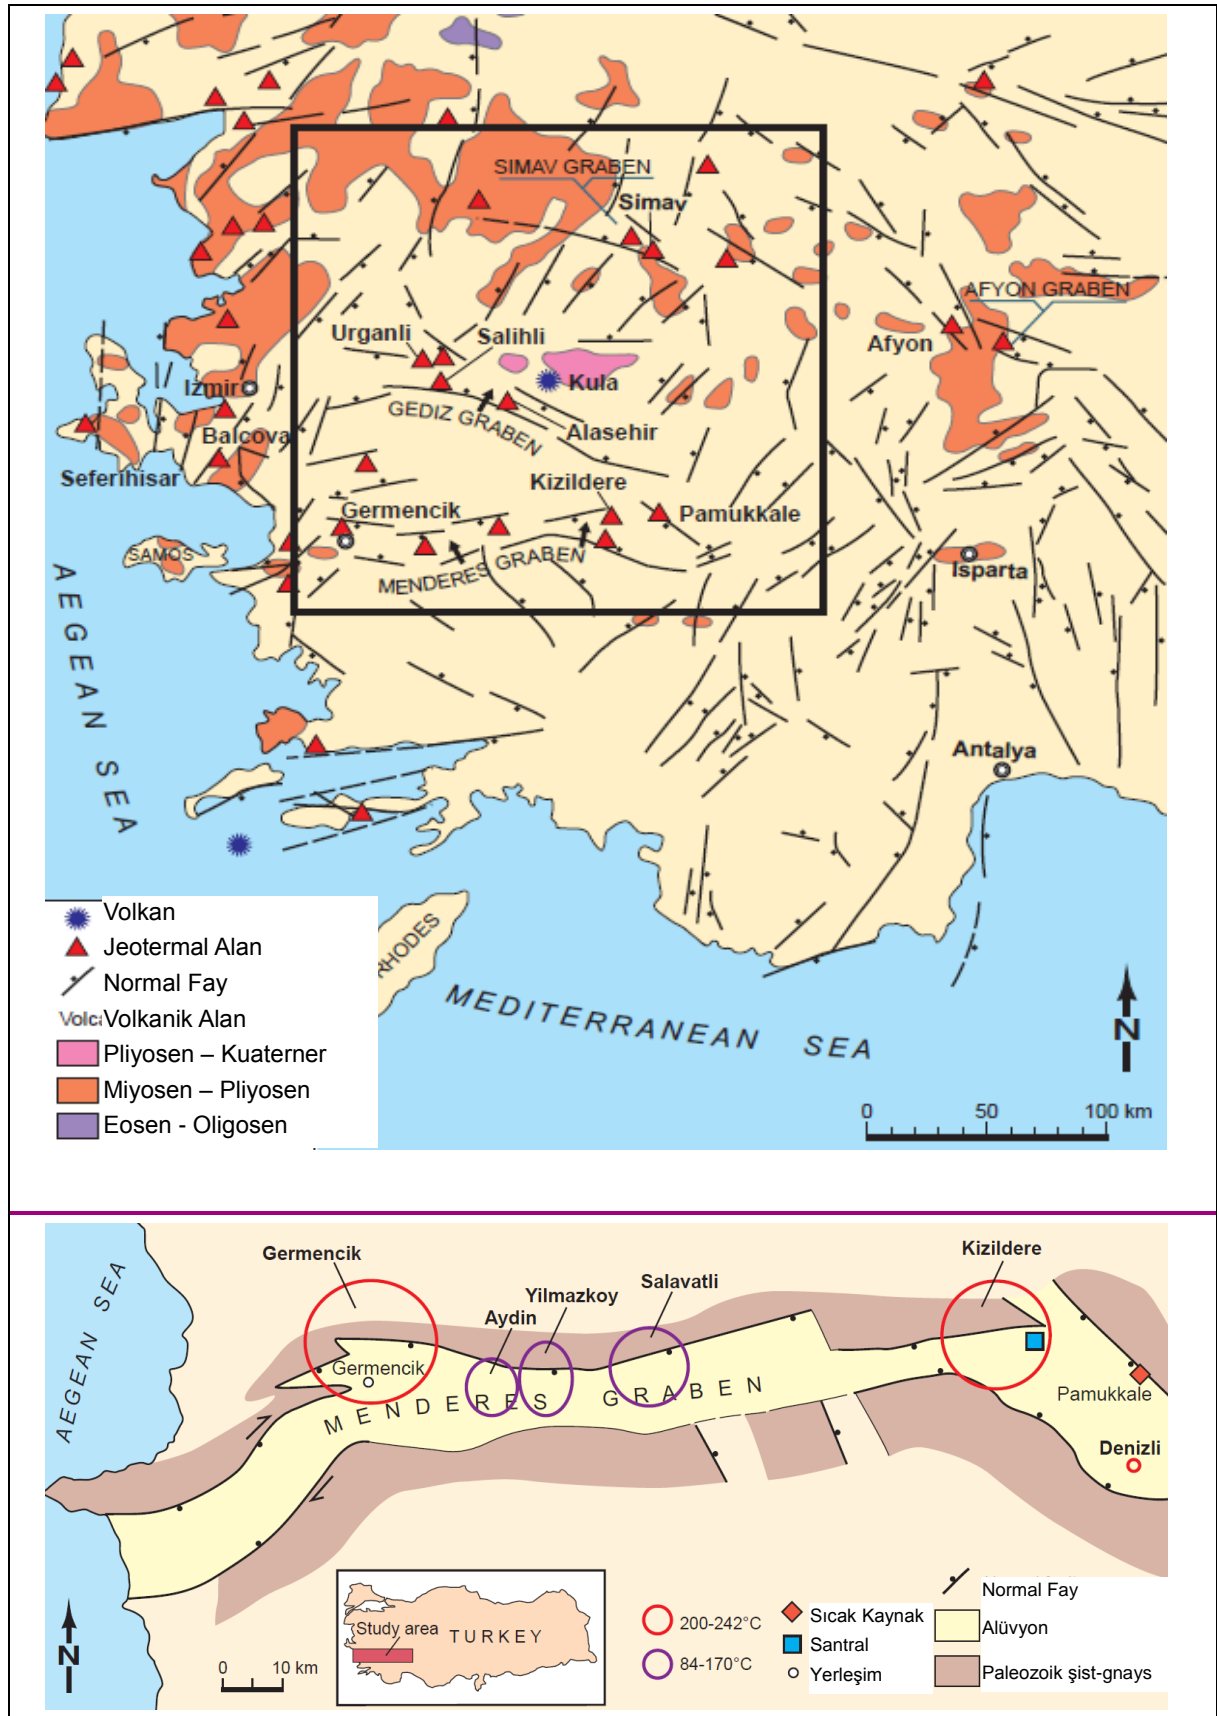 SIMAV GRABEN
Simav
AFYON GRABEN
Urganli
Salihli
Afyon
Izmir
Kula
GEDIZ GRABEN
Balcova
Alasehir
Seferihisar
Kizildere
Germencik
Pamukkale
SAMOS
MENDERES GRABEN
Isparta
AEGEAN SEA
Antalya
Volkan
Jeotermal Alan
Normal Fay
Volkanik Alan
Pliyosen – Kuaterner
Miyosen – Pliyosen
Eosen - Oligosen
RHODES
MEDITERRANEAN SEA
N
0 50 100 km
Germencik
Kizildere
Salavatli
Yilmazkoy
Aydin
AEGEAN SEA
Germencik
MENDERES GRABEN
Pamukkale
Denizli
N
0 10 km
Study area
TURKEY
200-242°C
84-170°C
Sıcak Kaynak
Santral
Yerleşim
Normal Fay
Alüvyon
Paleozoik şist-gnays